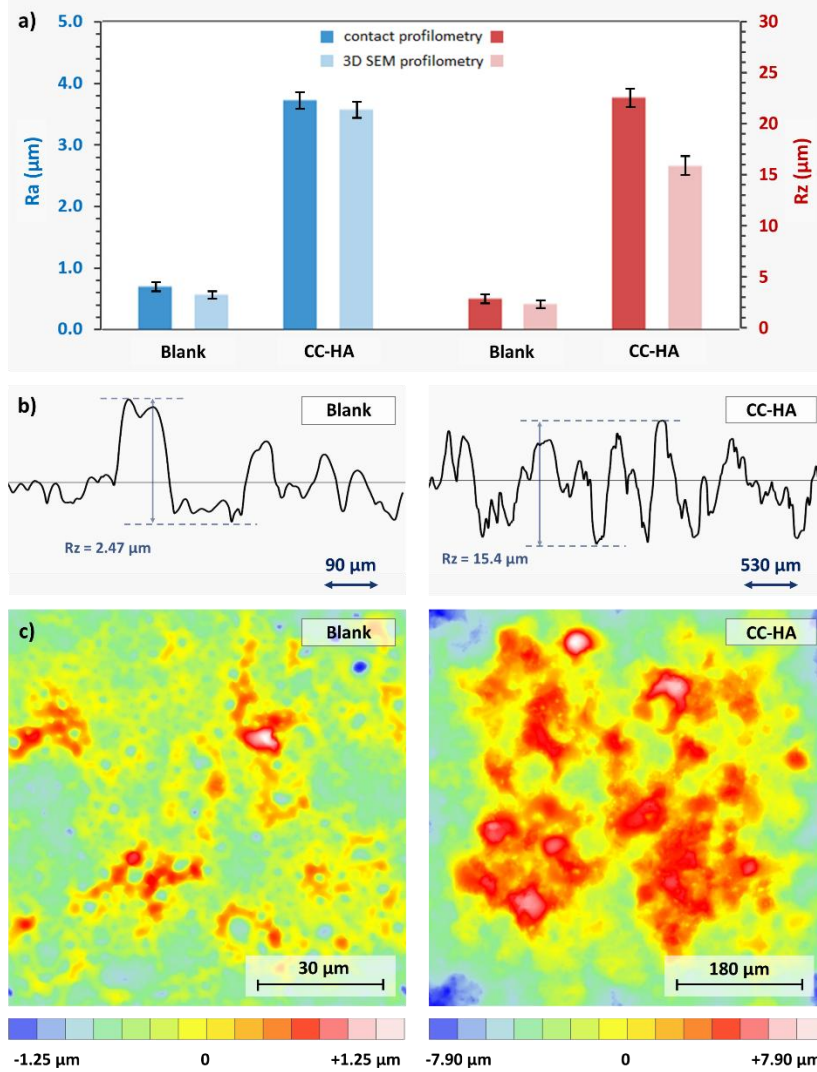 a)
contact profilometry
3D SEM profilometry
Ra (µm)
5.0
4.0
3.0
2.0
1.0
0.0
Rz (µm)
30
25
20
15
10
5
0
Blank
CC-HA
Blank
CC-HA
b)
Blank
Rz = 2.47 µm
90 µm
CC-HA
Rz = 15.4 µm
530 µm
c)
Blank
30 µm
CC-HA
180 µm
-1.25 µm 0 +1.25 µm
-7.90 µm 0 +7.90 µm